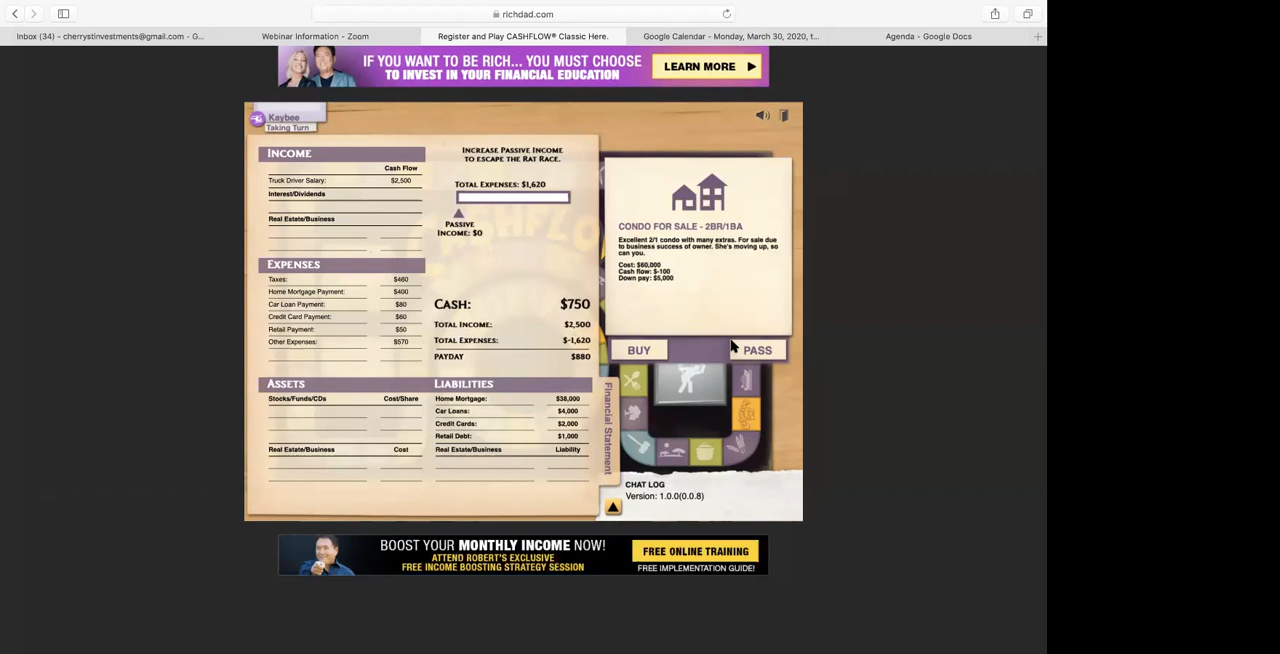 richdad.com
Inbox (34) - cherrystinvestments@gmail.com - G...
Webinar Information - Zoom
Register and Play CASHFLOW® Classic Here.
Google Calendar - Monday, March 30, 2020, t...
Agenda - Google Docs
IF YOU WANT TO BE RICH... YOU MUST CHOOSE
TO INVEST IN YOUR FINANCIAL EDUCATION
LEARN MORE
Kaybee
Taking Turn
INCOME
Cash Flow
Truck Driver Salary: $2,500
Interest/Dividends
Real Estate/Business
INCREASE PASSIVE INCOME
TO ESCAPE THE RAT RACE.
TOTAL EXPENSES: $1,620
PASSIVE
INCOME: $0
EXPENSES
Taxes: $460
Home Mortgage Payment: $400
Car Loan Payment: $80
Credit Card Payment: $60
Retail Payment: $50
Other Expenses: $570
CASH: $750
TOTAL INCOME: $2,500
TOTAL EXPENSES: $-1,620
PAYDAY $880
ASSETS
Stocks/Funds/CDs Cost/Share
Real Estate/Business Cost
LIABILITIES
Home Mortgage: $38,000
Car Loans: $4,000
Credit Cards: $2,000
Retail Debt: $1,000
Real Estate/Business Liability
Financial Statement
CONDO FOR SALE - 2BR/1BA
Excellent 2/1 condo with many extras. For sale due
to business success of owner. She's moving up, so
can you.
Cost: $60,000
Cash flow: $-100
Down pay: $5,000
BUY
PASS
CHAT LOG
Version: 1.0.0(0.0.8)
BOOST YOUR MONTHLY INCOME NOW!
ATTEND ROBERT'S EXCLUSIVE
FREE INCOME BOOSTING STRATEGY SESSION
FREE ONLINE TRAINING
FREE IMPLEMENTATION GUIDE!